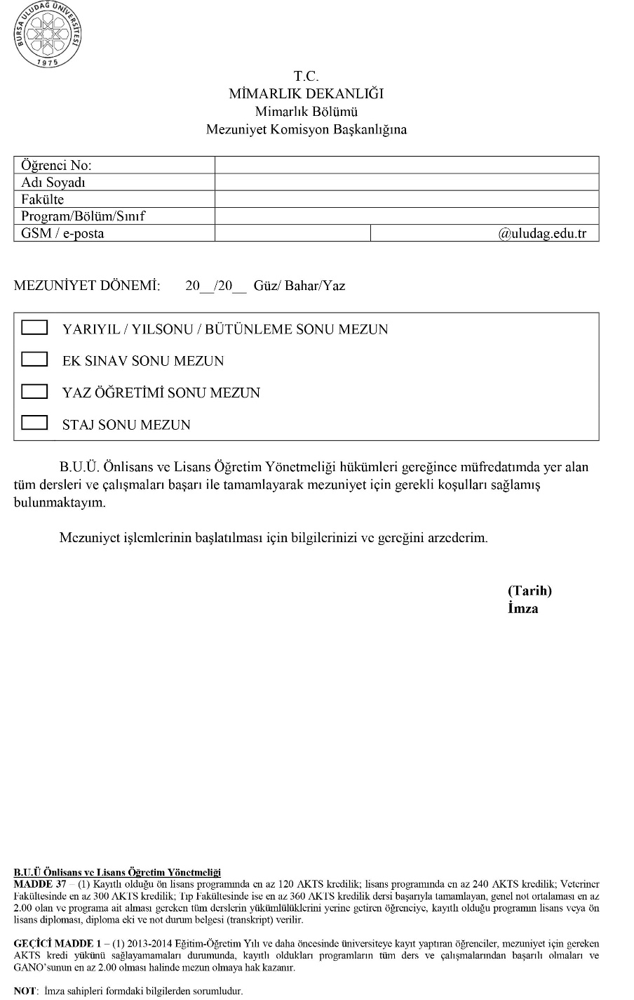 BURSA ULUDAĞ ÜNİVERSİTESİ
1975
T.C.
MİMARLIK DEKANLIĞI
Mimarlık Bölümü
Mezuniyet Komisyon Başkanlığına
Öğrenci No:
Adı Soyadı
Fakülte
Program/Bölüm/Sınıf
GSM / e-posta @uludag.edu.tr
MEZUNİYET DÖNEMİ: 20__/20__ Güz/ Bahar/Yaz
YARIYIL / YILSONU / BÜTÜNLEME SONU MEZUN
EK SINAV SONU MEZUN
YAZ ÖĞRETİMİ SONU MEZUN
STAJ SONU MEZUN
B.U.Ü. Önlisans ve Lisans Öğretim Yönetmeliği hükümleri gereğince müfredatımda yer alan
tüm dersleri ve çalışmaları başarı ile tamamlayarak mezuniyet için gerekli koşulları sağlamış
bulunmaktayım.
Mezuniyet işlemlerinin başlatılması için bilgilerinizi ve gereğini arzederim.
(Tarih)
İmza
B.U.Ü Önlisans ve Lisans Öğretim Yönetmeliği
MADDE 37 – (1) Kayıtlı olduğu ön lisans programında en az 120 AKTS kredilik; lisans programında en az 240 AKTS kredilik; Veteriner
Fakültesinde en az 300 AKTS kredilik; Tıp Fakültesinde ise en az 360 AKTS kredilik dersi başarıyla tamamlayan, genel not ortalaması en az
2.00 olan ve programa ait alması gereken tüm derslerin yükümlülüklerini yerine getiren öğrenciye, kayıtlı olduğu programın lisans veya ön
lisans diploması, diploma eki ve not durum belgesi (transkript) verilir.
GEÇİCİ MADDE 1 – (1) 2013-2014 Eğitim-Öğretim Yılı ve daha öncesinde üniversiteye kayıt yaptıran öğrenciler, mezuniyet için gereken
AKTS kredi yükünü sağlayamamaları durumunda, kayıtlı oldukları programların tüm ders ve çalışmalarından başarılı olmaları ve
GANO’sunun en az 2.00 olması halinde mezun olmaya hak kazanır.
NOT: İmza sahipleri formdaki bilgilerden sorumludur.